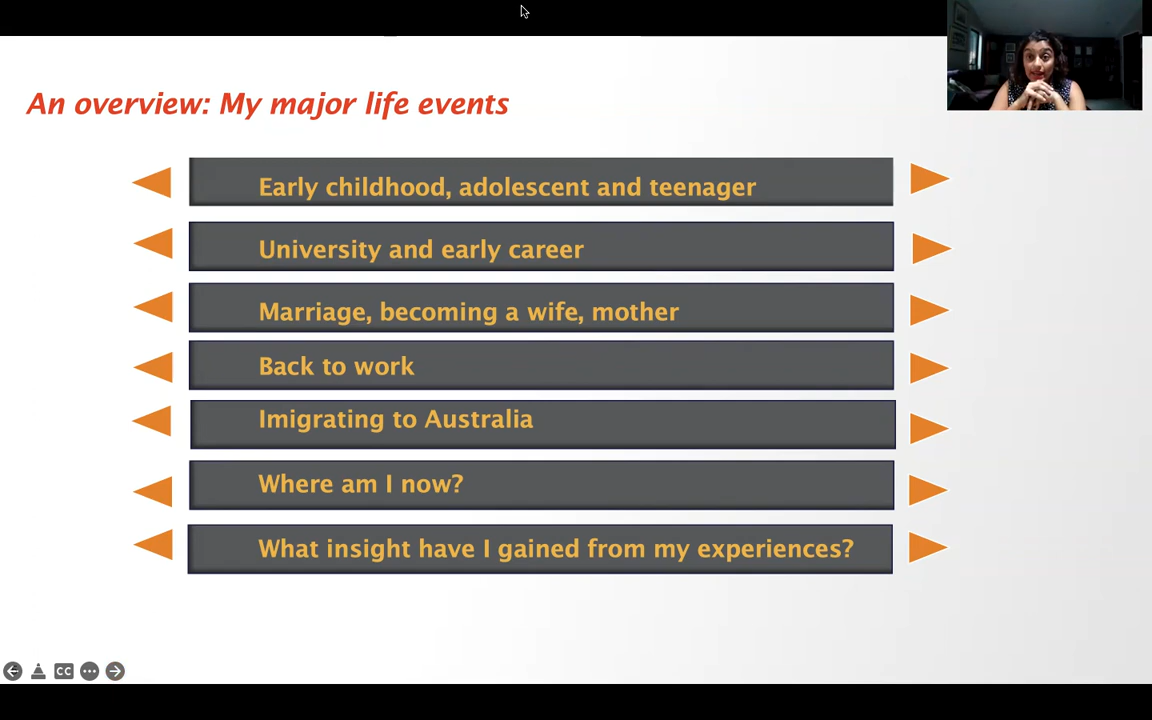 An overview: My major life events
Early childhood, adolescent and teenager
University and early career
Marriage, becoming a wife, mother
Back to work
Imigrating to Australia
Where am I now?
What insight have I gained from my experiences?
CC